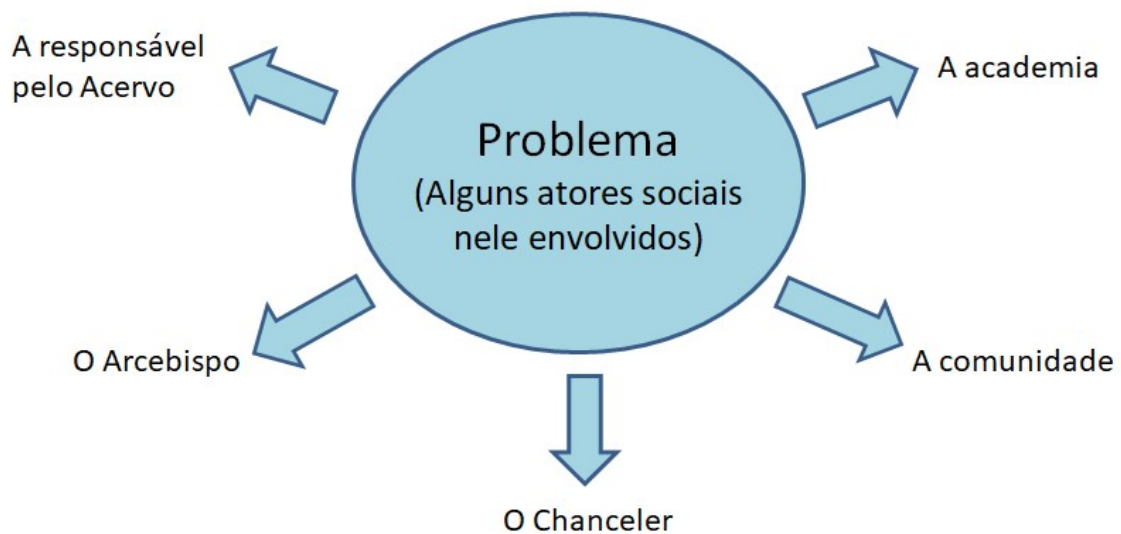 A responsável
pelo Acervo
A academia
Problema
(Alguns atores sociais
nele envolvidos)
O Arcebispo
A comunidade
O Chanceler